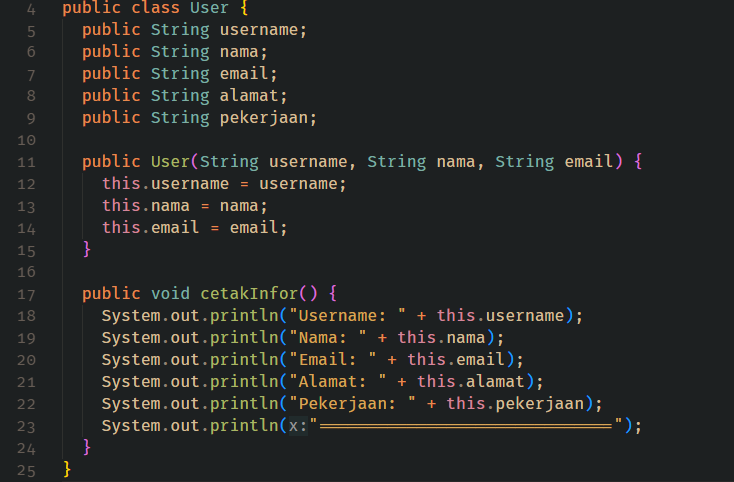 4 public class User {
5 public String username;
6 public String nama;
7 public String email;
8 public String alamat;
9 public String pekerjaan;
10
11 public User(String username, String nama, String email) {
12 this.username = username;
13 this.nama = nama;
14 this.email = email;
15 }
16
17 public void cetakInfor() {
18 System.out.println("Username: " + this.username);
19 System.out.println("Nama: " + this.nama);
20 System.out.println("Email: " + this.email);
21 System.out.println("Alamat: " + this.alamat);
22 System.out.println("Pekerjaan: " + this.pekerjaan);
23 System.out.println(x:"==============================");
24 }
25 }